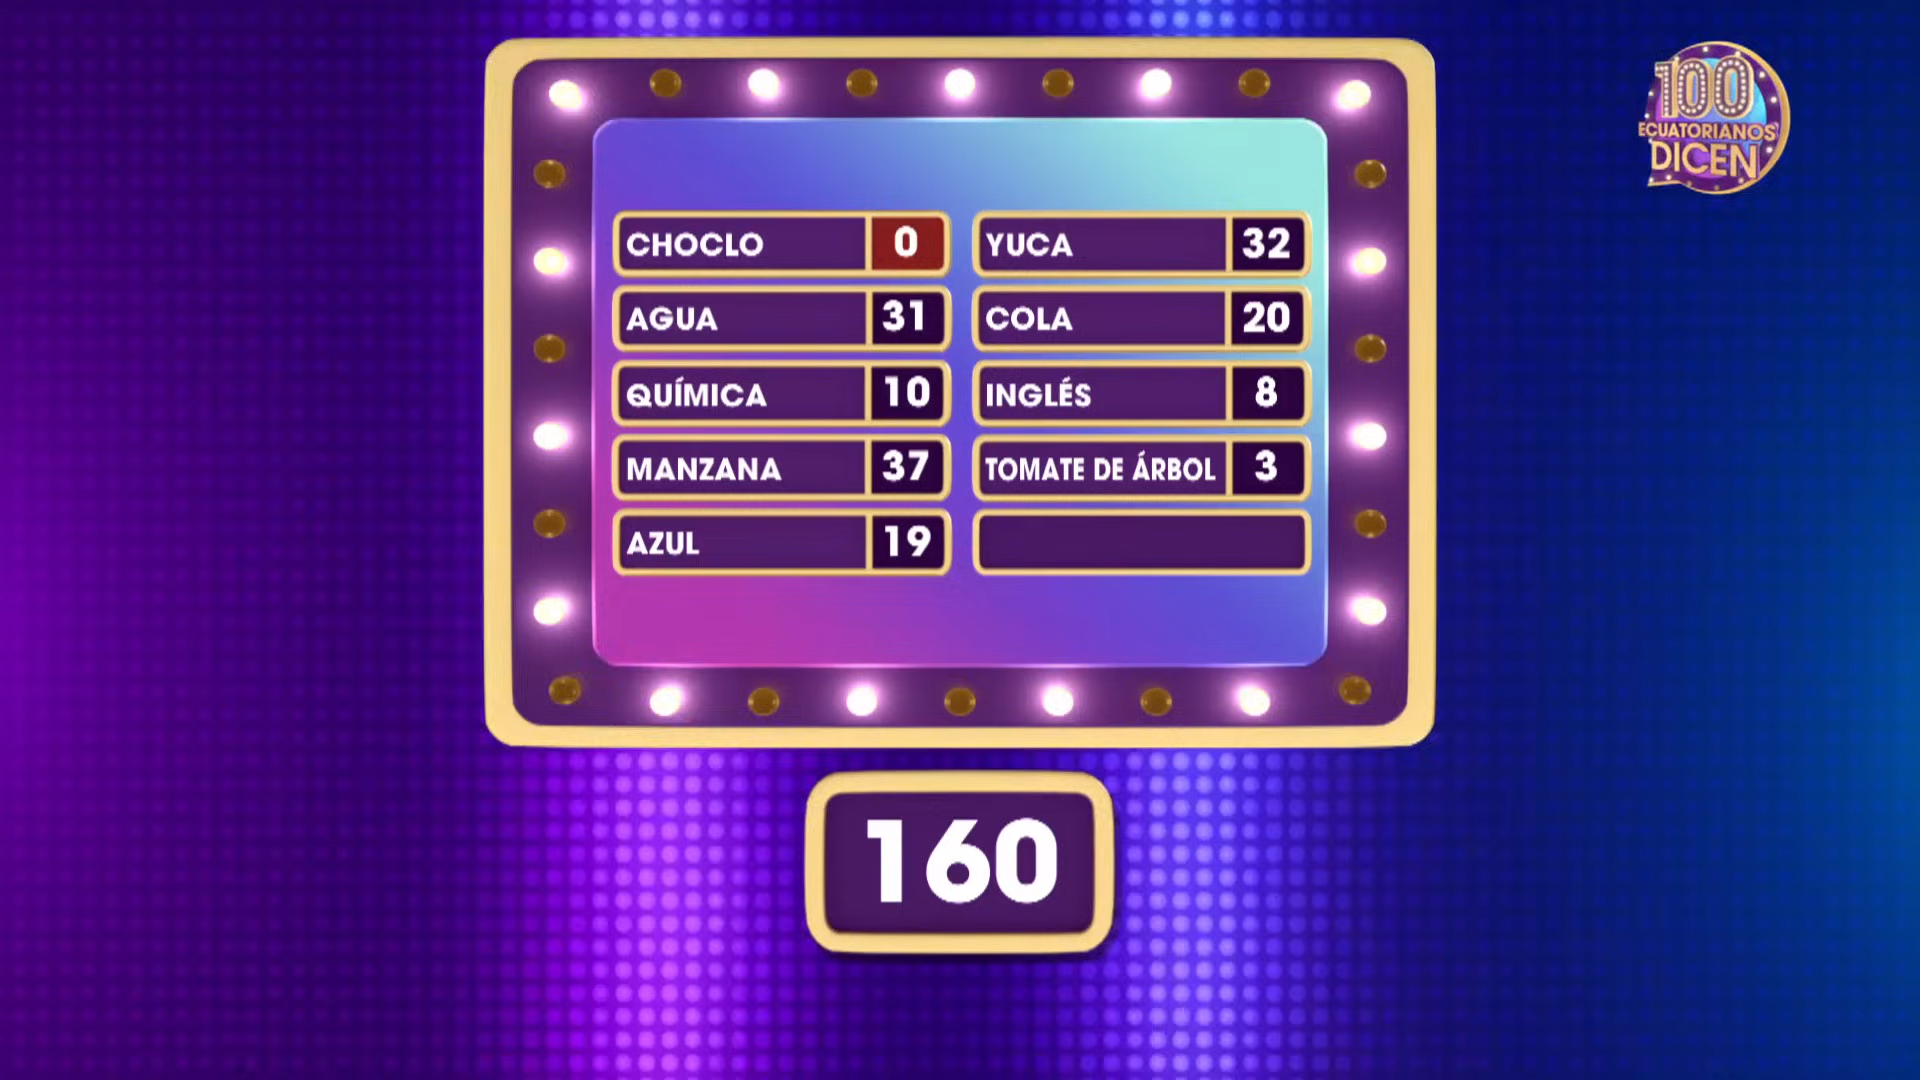 100
ECUATORIANOS
DICEN
CHOCLO 0
AGUA 31
QUÍMICA 10
MANZANA 37
AZUL 19
YUCA 32
COLA 20
INGLÉS 8
TOMATE DE ÁRBOL 3
160